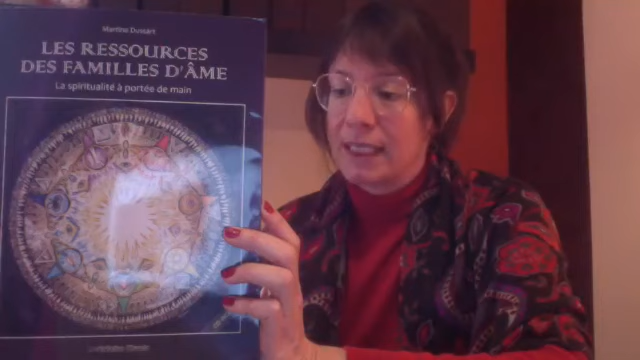 Martine Dussart
LES RESSOURCES
DES FAMILLES D'ÂME
La spiritualité à portée de main